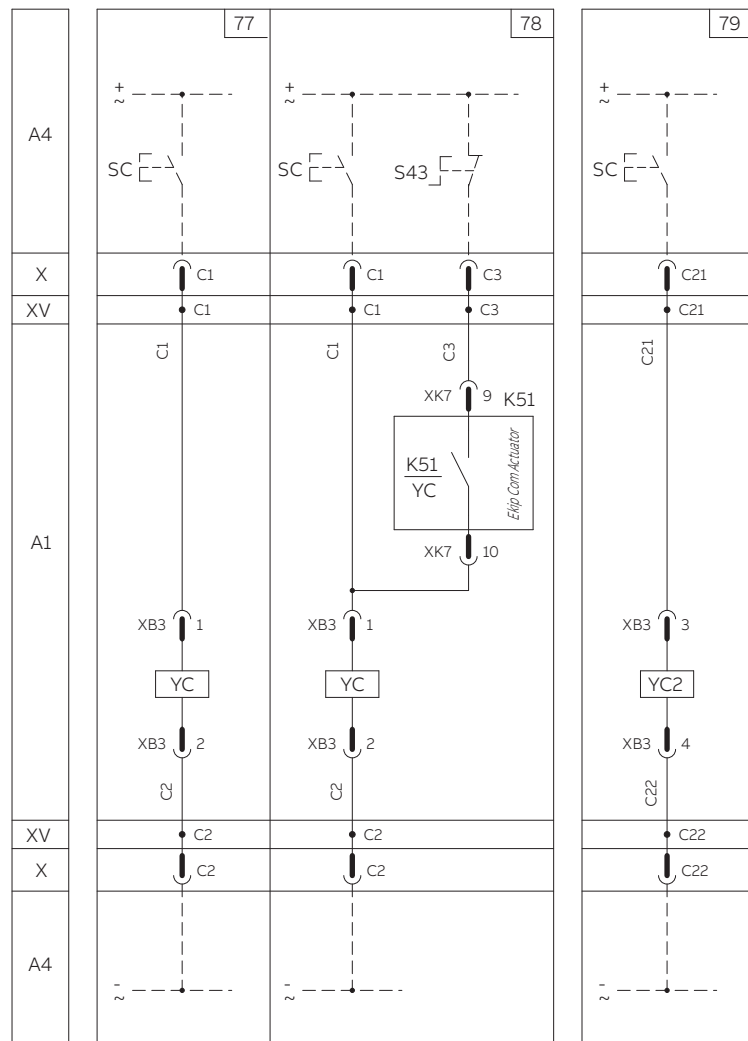 77
78
79
+
~
+
~
+
~
A4
SC
SC
S43
SC
X
C1
C1
C3
C21
XV
C1
C1
C3
C21
C1
C1
C3
C21
XK7
9
K51
K51
YC
Ekip Com Actuator
A1
XK7
10
XB3
1
XB3
1
XB3
3
YC
YC
YC2
XB3
2
XB3
2
XB3
4
C2
C2
C22
XV
C2
C2
C22
X
C2
C2
C22
A4
-
~
-
~
-
~